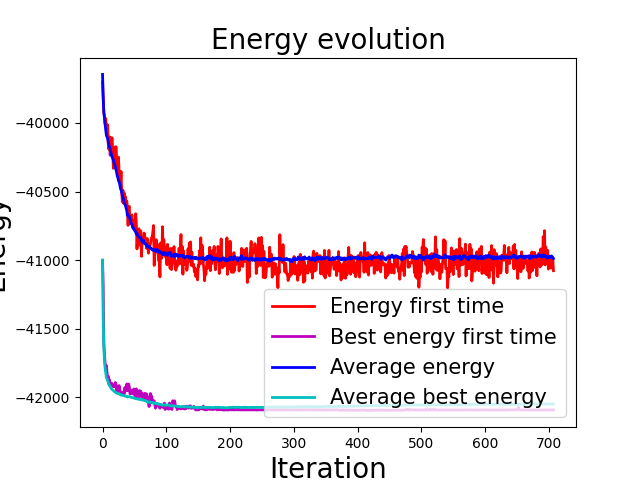 Energy evolution
Energy
−40000
−40500
−41000
−41500
−42000
Energy first time
Best energy first time
Average energy
Average best energy
0 100 200 300 400 500 600 700
Iteration